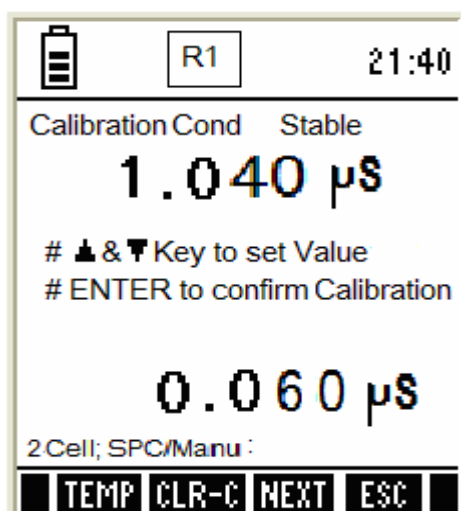 R1 21:40
Calibration Cond Stable
1.040 µS
# ▲ & ▼ Key to set Value
# ENTER to confirm Calibration
0.060 µS
2 Cell; SPC/Manu :
TEMP CLR-C NEXT ESC